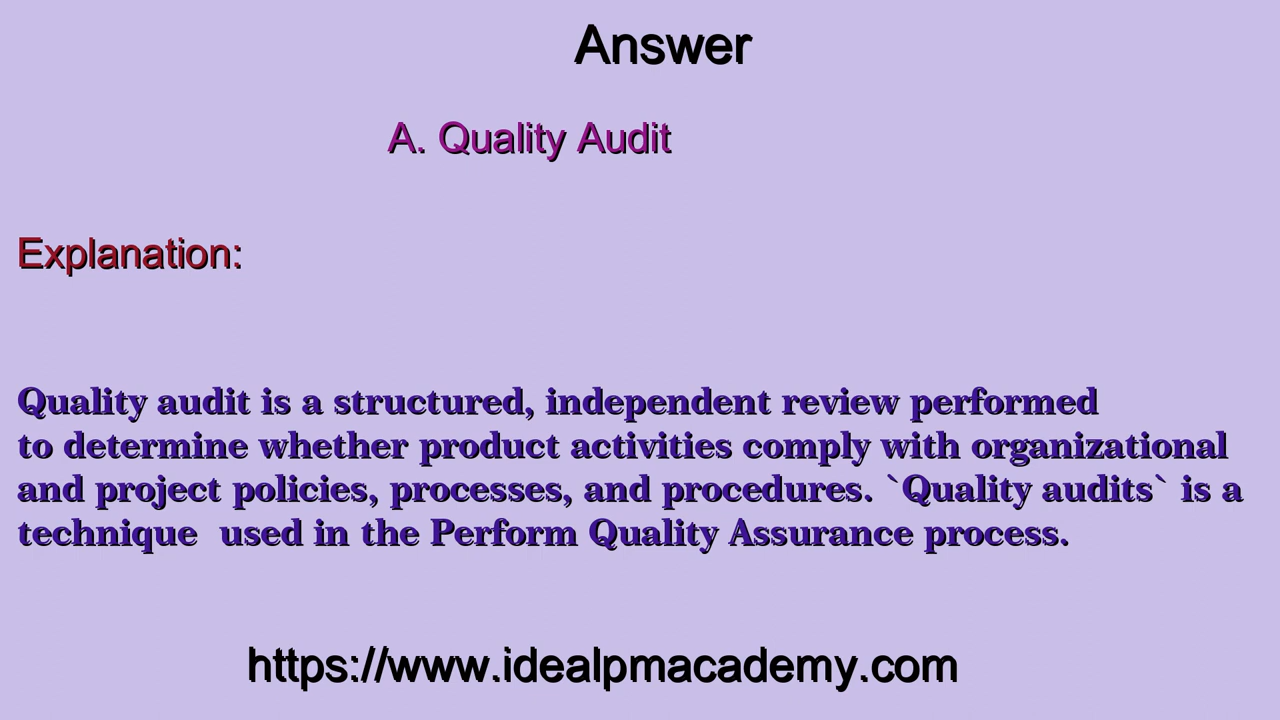 Answer
A. Quality Audit
Explanation:
Quality audit is a structured, independent review performed
to determine whether product activities comply with organizational
and project policies, processes, and procedures. `Quality audits` is a
technique  used in the Perform Quality Assurance process.
https://www.idealpmacademy.com